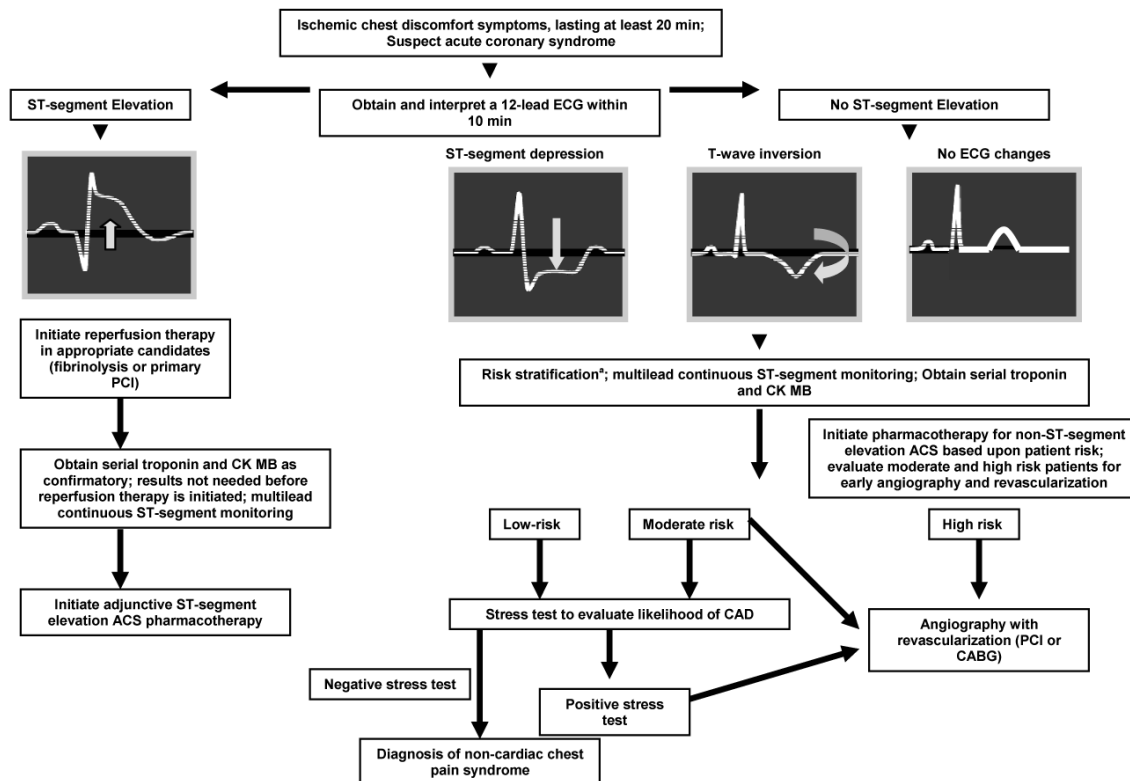 Ischemic chest discomfort symptoms, lasting at least 20 min;
Suspect acute coronary syndrome
ST-segment Elevation
Obtain and interpret a 12-lead ECG within
10 min
No ST-segment Elevation
ST-segment depression
T-wave inversion
No ECG changes
Initiate reperfusion therapy
in appropriate candidates
(fibrinolysis or primary
PCI)
Risk stratificationª; multilead continuous ST-segment monitoring; Obtain serial troponin
and CK MB
Initiate pharmacotherapy for non-ST-segment
elevation ACS based upon patient risk;
evaluate moderate and high risk patients for
early angiography and revascularization
Obtain serial troponin and CK MB as
confirmatory; results not needed before
reperfusion therapy is initiated; multilead
continuous ST-segment monitoring
Low-risk
Moderate risk
High risk
Initiate adjunctive ST-segment
elevation ACS pharmacotherapy
Stress test to evaluate likelihood of CAD
Angiography with
revascularization (PCI or
CABG)
Negative stress test
Positive stress
test
Diagnosis of non-cardiac chest
pain syndrome